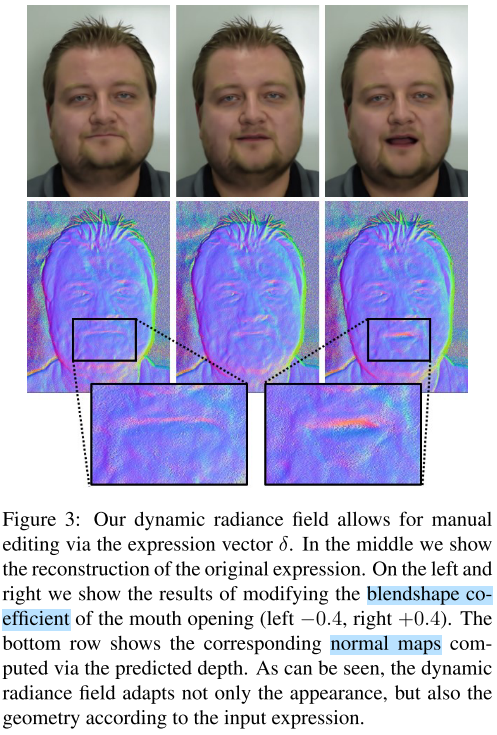 Figure 3: Our dynamic radiance field allows for manual
editing via the expression vector δ. In the middle we show
the reconstruction of the original expression. On the left and
right we show the results of modifying the blendshape co-
efficient of the mouth opening (left −0.4, right +0.4). The
bottom row shows the corresponding normal maps com-
puted via the predicted depth. As can be seen, the dynamic
radiance field adapts not only the appearance, but also the
geometry according to the input expression.